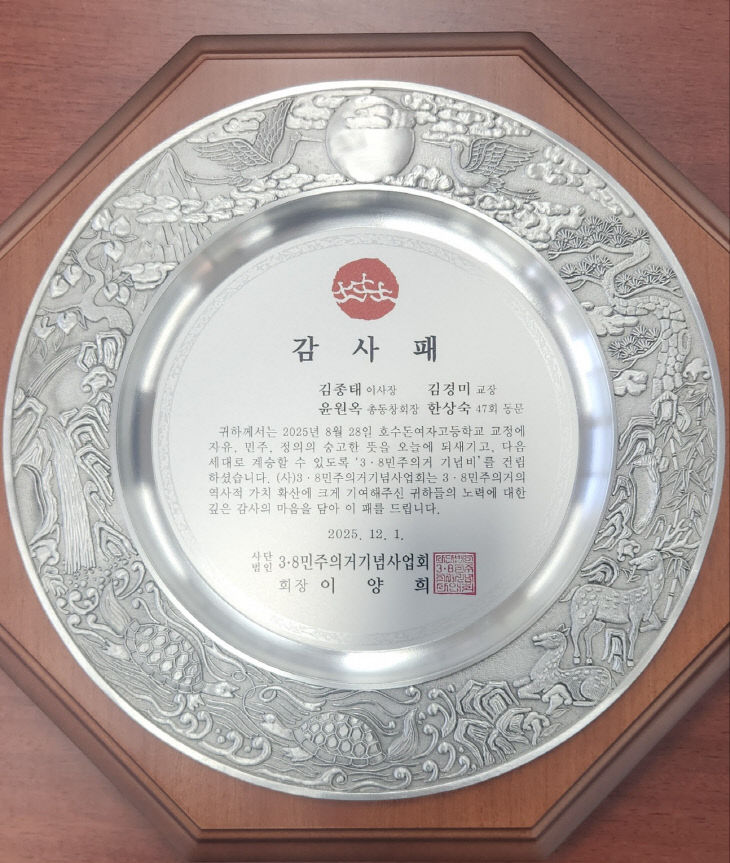 감 사 패
김종태 이사장 김경미 교장
윤원옥 총동창회장 한상숙 47회 동문
귀하께서는 2025년 8월 28일 호수돈여자고등학교 교정에
자유, 민주, 정의의 숭고한 뜻을 오늘에 되새기고, 다음
세대로 계승할 수 있도록 '3·8민주의거 기념비'를 건립
하셨습니다. (사)3·8민주의거기념사업회는 3·8민주의거의
역사적 가치 확산에 크게 기여해주신 귀하들의 노력에 대한
깊은 감사의 마음을 담아 이 패를 드립니다.
2025. 12. 1.
사단법인 3·8민주의거기념사업회
회장 이 양 희